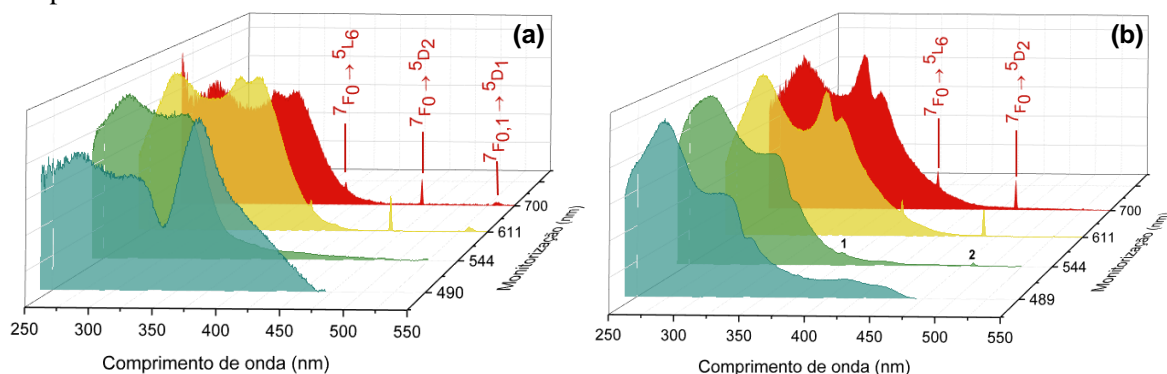 (a)
⁷F₀ → ⁵L₆
⁷F₀ → ⁵D₂
⁷F₀,₁ → ⁵D₁
700
611
544
490
Monitorização (nm)
250 300 350 400 450 500 550
Comprimento de onda (nm)
(b)
⁷F₀ → ⁵L₆
⁷F₀ → ⁵D₂
1
2
700
611
544
489
Monitorização (nm)
250 300 350 400 450 500 550
Comprimento de onda (nm)